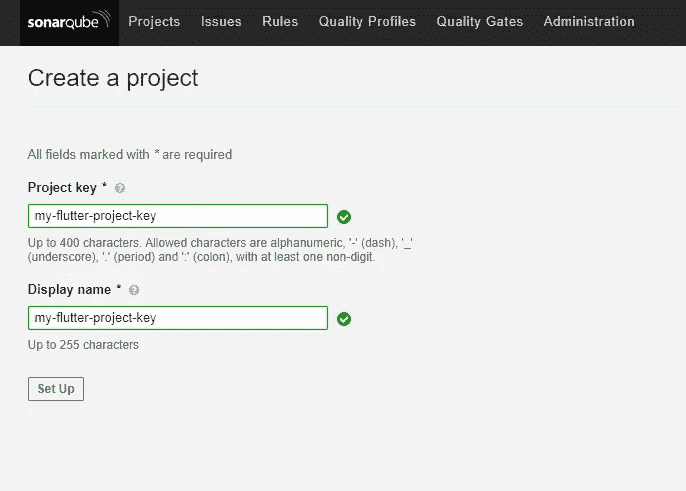 sonarqube Projects Issues Rules Quality Profiles Quality Gates Administration
Create a project
All fields marked with * are required
Project key * ?
my-flutter-project-key
Up to 400 characters. Allowed characters are alphanumeric, '-' (dash), '_'
(underscore), '.' (period) and ':' (colon), with at least one non-digit.
Display name * ?
my-flutter-project-key
Up to 255 characters
Set Up